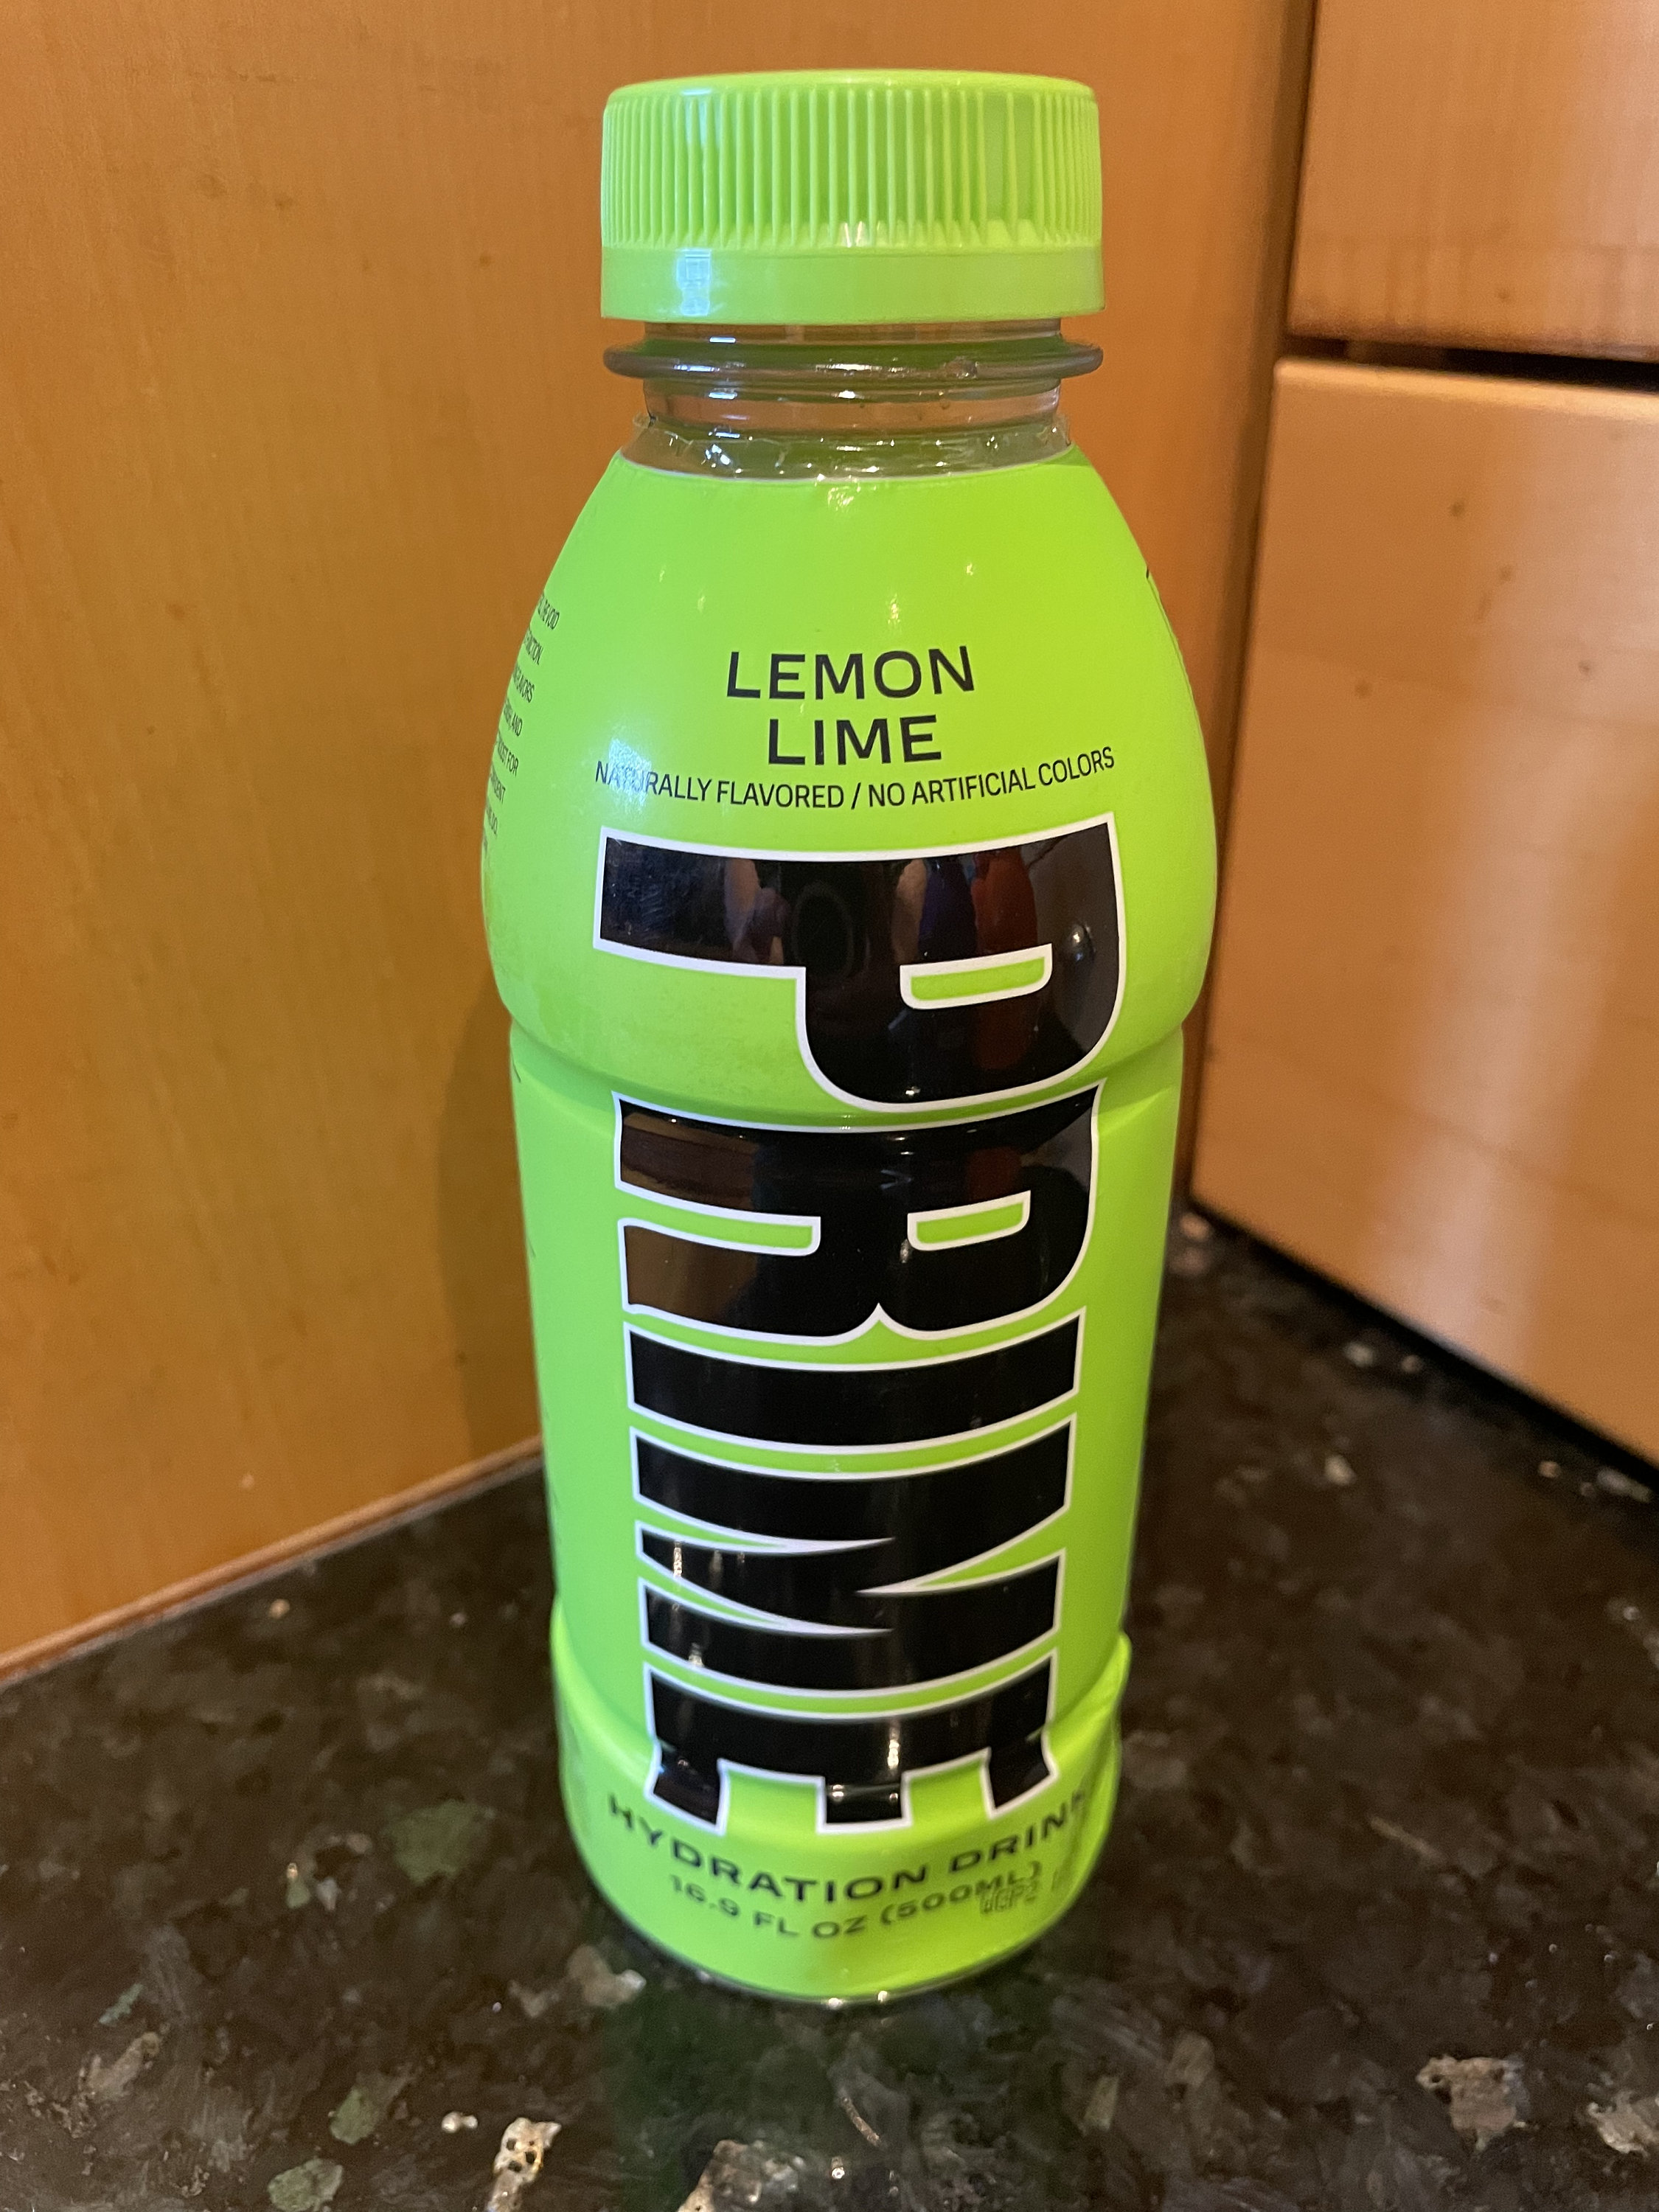 LEMON
LIME
NATURALLY FLAVORED / NO ARTIFICIAL COLORS
PRIME
HYDRATION DRINK
16.9 FL OZ (500ML)